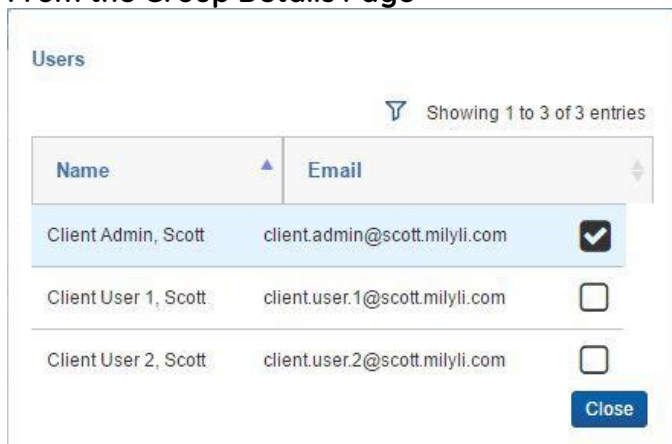 From the Group Details Page
Users
Showing 1 to 3 of 3 entries
Name Email
Client Admin, Scott client.admin@scott.milyli.com
Client User 1, Scott client.user.1@scott.milyli.com
Client User 2, Scott client.user.2@scott.milyli.com
Close